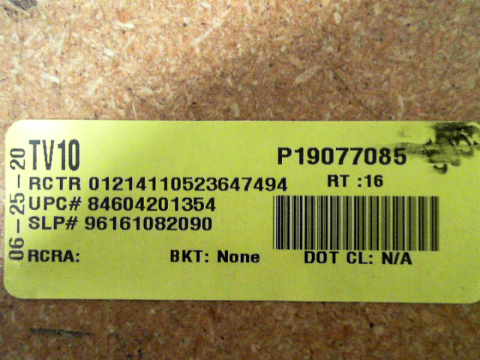 06-25-20
TV10 P19077085
RCTR 01214110523647494 RT :16
UPC# 84604201354
SLP# 96161082090
RCRA: BKT: None DOT CL: N/A